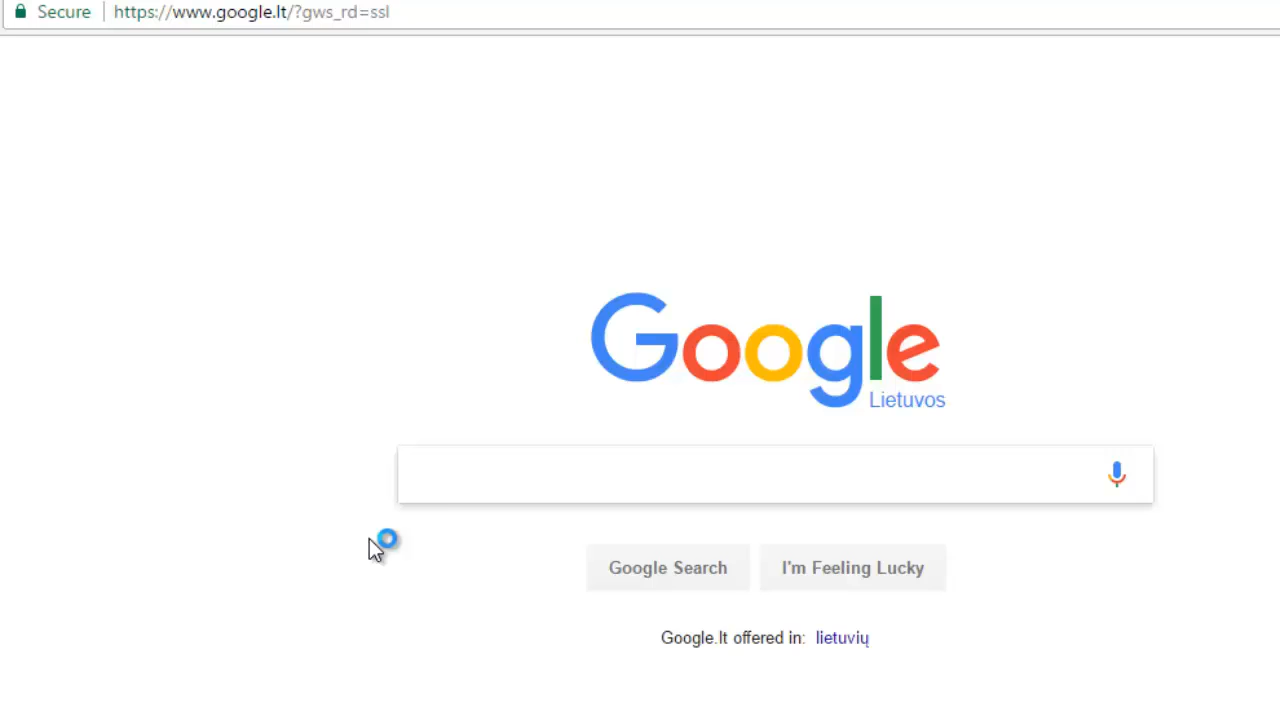 Secure https://www.google.lt/?gws_rd=ssl
Google
Lietuvos
Google Search I'm Feeling Lucky
Google.lt offered in: lietuvių